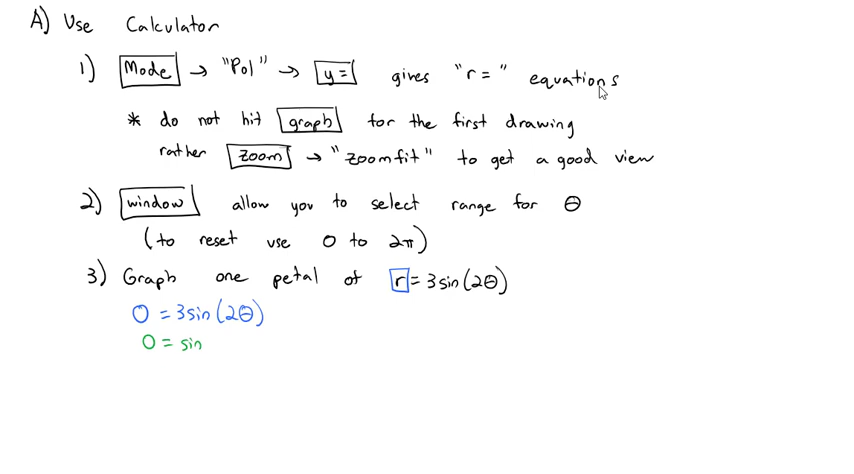 A) Use Calculator
1) Mode → "Pol" → y= gives "r=" equations
* do not hit graph for the first drawing
rather zoom → "zoomfit" to get a good view
2) window allow you to select range for θ
(to reset use 0 to 2π)
3) Graph one petal of r = 3sin(2θ)
0 = 3sin(2θ)
0 = sin